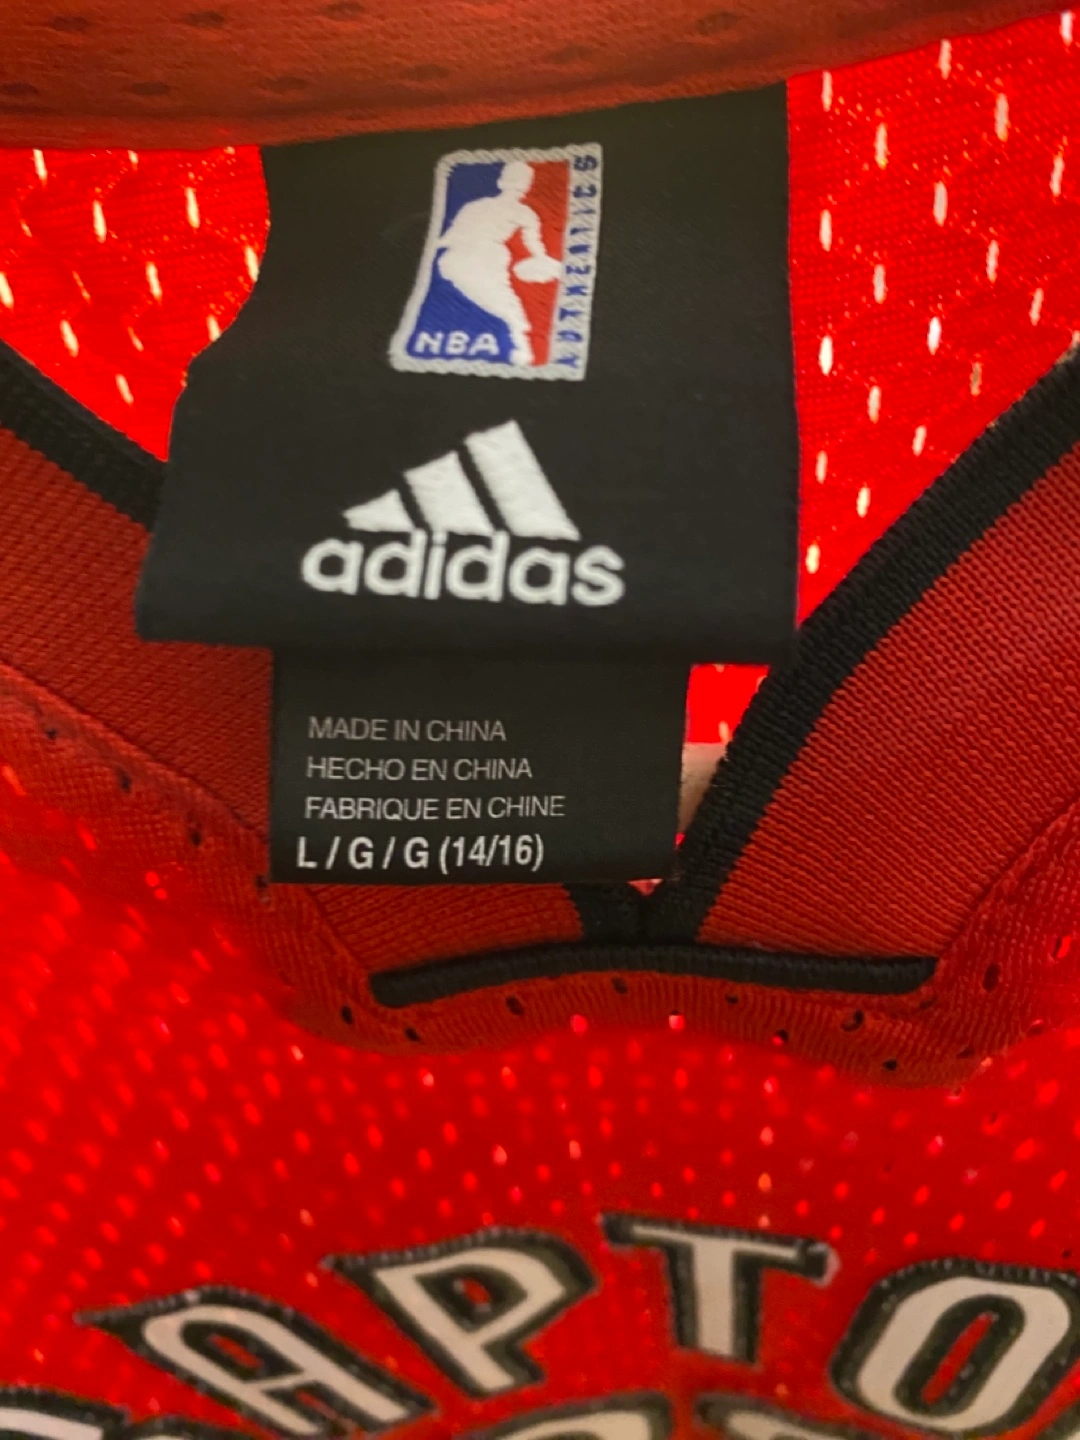 NBA
AUTHENTICS
adidas
MADE IN CHINA
HECHO EN CHINA
FABRIQUE EN CHINE
L / G / G (14/16)
APTO